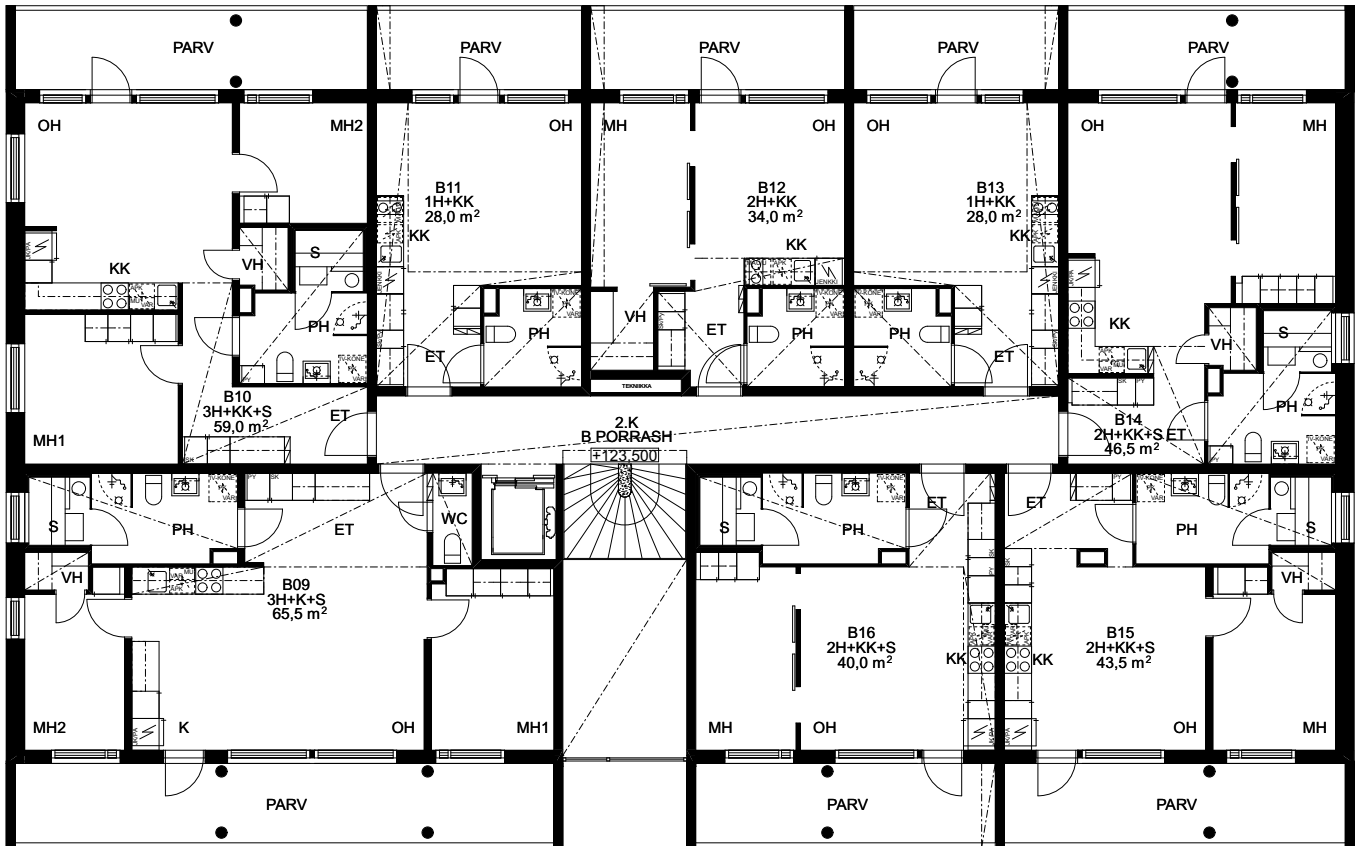 PARV
PARV
PARV
PARV
PARV
OH
MH2
OH
MH
OH
OH
OH
MH
B11
1H+KK
28,0 m²
B12
2H+KK
34,0 m²
B13
1H+KK
28,0 m²
KK
KK
KK
KK
VH
S
PH
PH
VH
ET
PH
PH
KK
VH
S
PH
ET
ET
TEKNIIKKA
B10
3H+KK+S
59,0 m²
ET
MH1
2.K
B PORRASH
+123,500
B14
2H+KK+S
46,5 m²
ET
S
PH
ET
WC
S
PH
ET
ET
PH
S
VH
B09
3H+K+S
65,5 m²
VH
B16
2H+KK+S
40,0 m²
KK
KK
B15
2H+KK+S
43,5 m²
MH2
K
OH
MH1
MH
OH
OH
MH
PARV
PARV
PARV